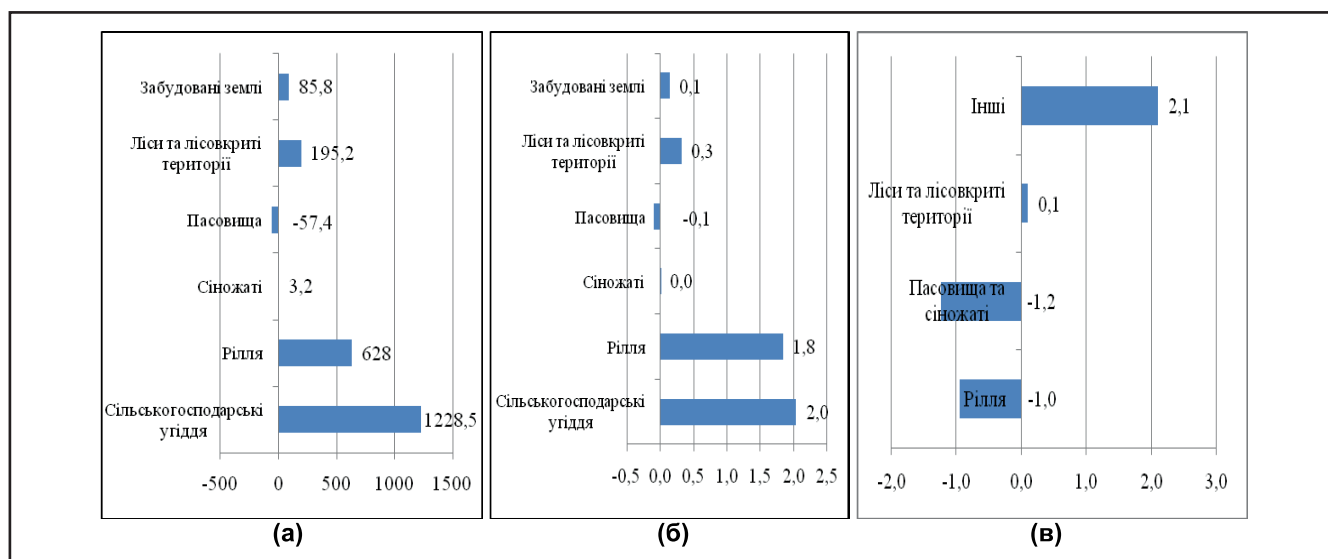 Забудовані землі
85,8
Ліси та лісовкриті
території
195,2
Пасовища
-57,4
Сіножаті
3,2
Рілля
628
Сільськогосподарські
угіддя
1228,5
-500 0 500 1000 1500
(а)
Забудовані землі
0,1
Ліси та лісовкриті
території
0,3
Пасовища
-0,1
Сіножаті
0,0
Рілля
1,8
Сільськогосподарські
угіддя
2,0
-0,5 0,0 0,5 1,0 1,5 2,0 2,5
(б)
Інші
2,1
Ліси та лісовкриті
території
0,1
Пасовища та
сіножаті
-1,2
Рілля
-1,0
-2,0 -1,0 0,0 1,0 2,0 3,0
(в)